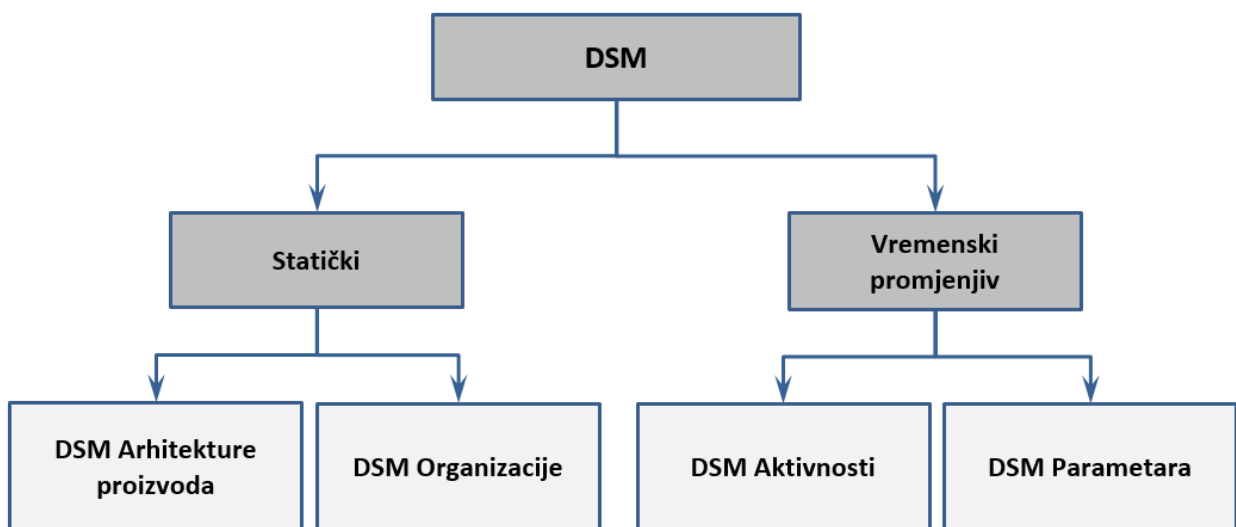 DSM
Statički
Vremenski
promjenjiv
DSM Arhitekture
proizvoda
DSM Organizacije
DSM Aktivnosti
DSM Parametara